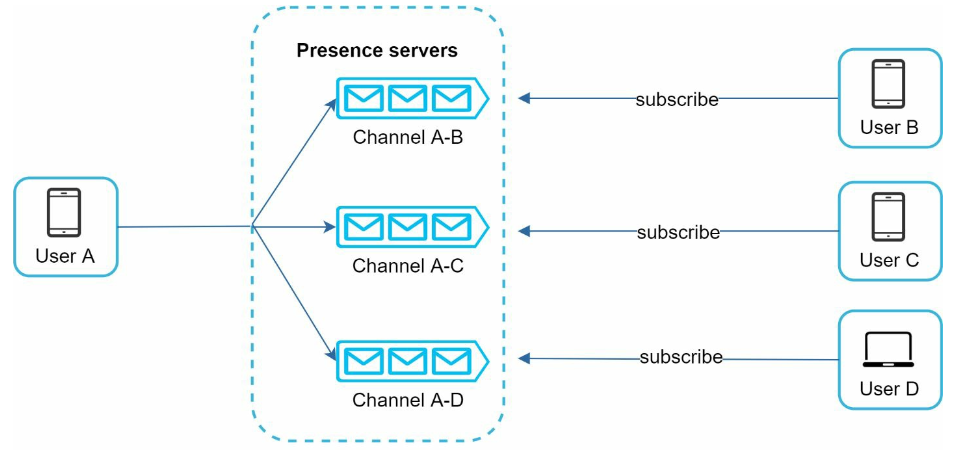 Presence servers
Channel A-B
subscribe
User B
User A
Channel A-C
subscribe
User C
Channel A-D
subscribe
User D